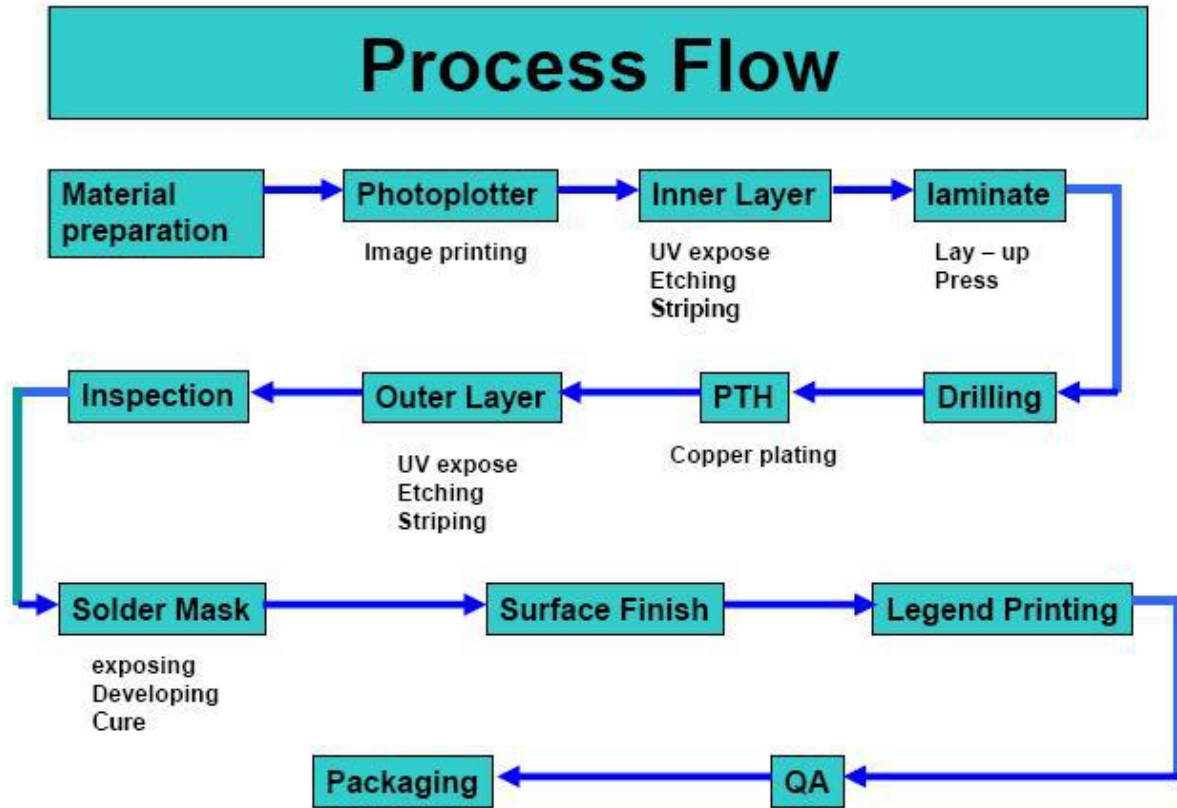 Process Flow
Material
preparation
Photoplotter
Inner Layer
laminate
Image printing
UV expose
Etching
Striping
Lay – up
Press
Drilling
PTH
Outer Layer
Inspection
Copper plating
UV expose
Etching
Striping
Solder Mask
Surface Finish
Legend Printing
exposing
Developing
Cure
QA
Packaging